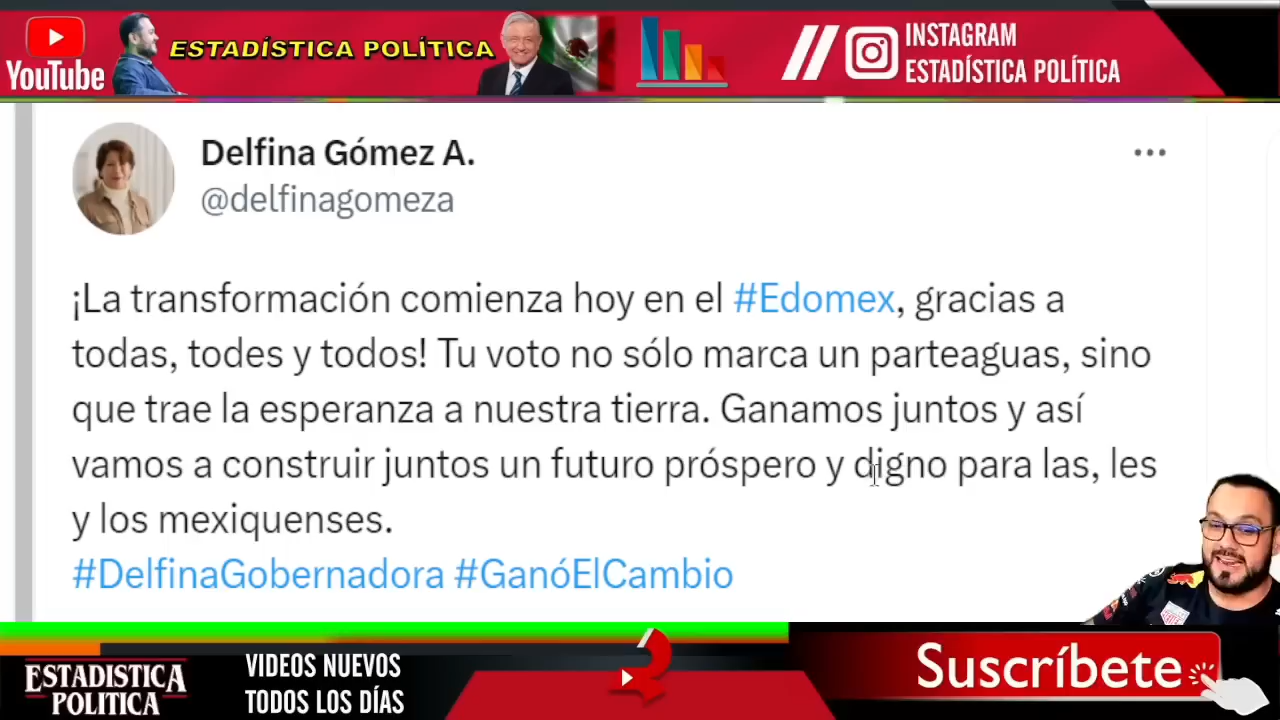 YouTube
ESTADÍSTICA POLÍTICA
INSTAGRAM
ESTADÍSTICA POLÍTICA
Delfina Gómez A.
@delfinagomeza
¡La transformación comienza hoy en el #Edomex, gracias a
todas, todes y todos! Tu voto no sólo marca un parteaguas, sino
que trae la esperanza a nuestra tierra. Ganamos juntos y así
vamos a construir juntos un futuro próspero y digno para las, les
y los mexiquenses.
#DelfinaGobernadora #GanóElCambio
ESTADISTICA
POLITICA
VIDEOS NUEVOS
TODOS LOS DÍAS
Suscríbete